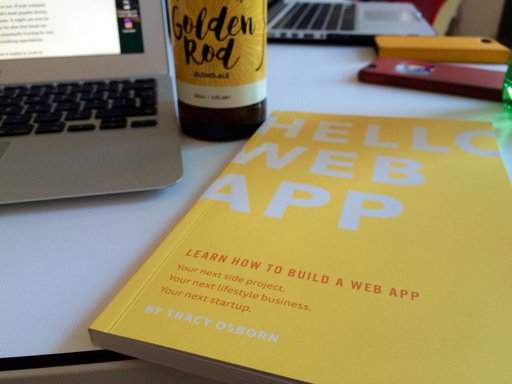 Golden
Rod
BLOND ALE
HELLO
WEB
APP
LEARN HOW TO BUILD A WEB APP
Your next side project.
Your next lifestyle business.
Your next startup.
BY TRACY OSBORN